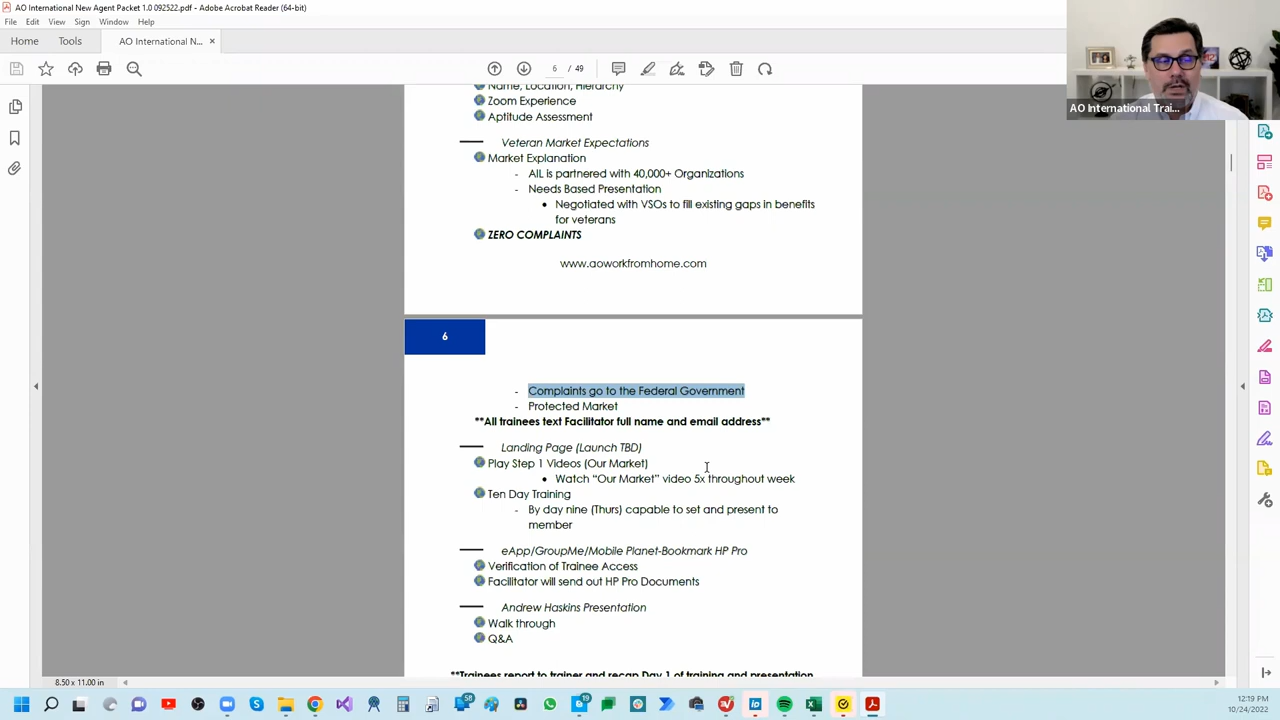 AO International New Agent Packet 1.0 092522.pdf - Adobe Acrobat Reader (64-bit)
File Edit View Sign Window Help
Home Tools AO International N... ×
6 / 49
Name, Location, Hierarchy
Zoom Experience
Aptitude Assessment
Veteran Market Expectations
Market Explanation
- AIL is partnered with 40,000+ Organizations
- Needs Based Presentation
• Negotiated with VSOs to fill existing gaps in benefits
for veterans
ZERO COMPLAINTS
www.aoworkfromhome.com
6
- Complaints go to the Federal Government
- Protected Market
**All trainees text Facilitator full name and email address**
Landing Page (Launch TBD)
Play Step 1 Videos (Our Market)
• Watch “Our Market” video 5x throughout week
Ten Day Training
- By day nine (Thurs) capable to set and present to
member
eApp/GroupMe/Mobile Planet-Bookmark HP Pro
Verification of Trainee Access
Facilitator will send out HP Pro Documents
Andrew Haskins Presentation
Walk through
Q&A
**Trainees report to trainer and recap Day 1 of training and presentation
AO International Trai...
8.50 x 11.00 in
58
19
12:19 PM
10/24/2022